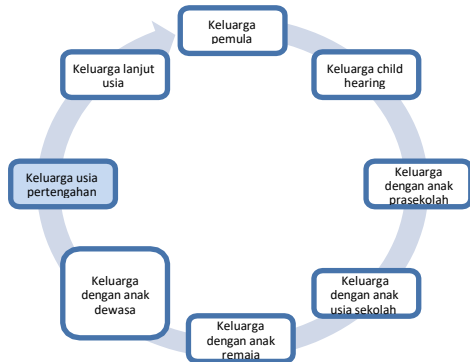 Keluarga
pemula
Keluarga child
hearing
Keluarga
dengan anak
prasekolah
Keluarga
dengan anak
usia sekolah
Keluarga
dengan anak
remaja
Keluarga
dengan anak
dewasa
Keluarga usia
pertengahan
Keluarga lanjut
usia